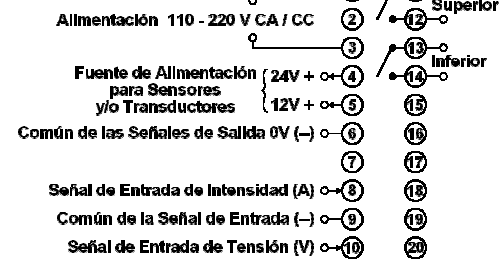 Superior
Alimentación 110 - 220 V CA / CC
2 12
3 13
Inferior
Fuente de Alimentación 24V + 4 14
para Sensores
y/o Transductores 12V + 5 15
Común de las Señales de Salida 0V (–) 6 16
7 17
Señal de Entrada de Intensidad (A) 8 18
Común de la Señal de Entrada (–) 9 19
Señal de Entrada de Tensión (V) 10 20